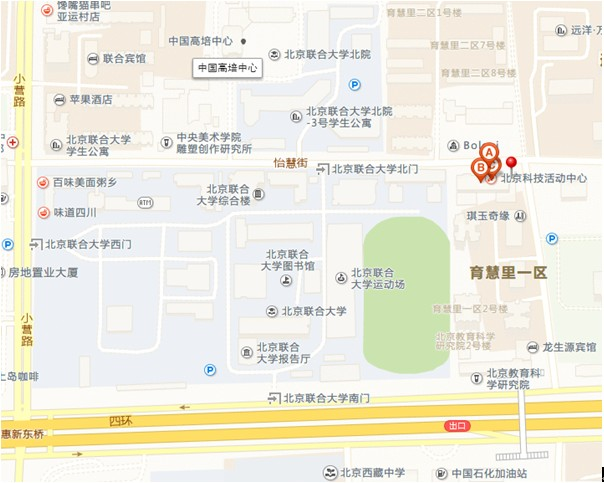 馋嘴猫串吧
亚运村店
中国高培中心
中国高培中心
北京联合大学北院
育慧里二区1号楼
育慧里二区7号楼
育慧里二区8号楼
远洋·万
联合宾馆
小营路
苹果酒店
P
北京联合大学北院
-3号学生公寓
北京联合大学
学生公寓
中央美术学院
雕塑创作研究所
怡慧街
北京联合大学北门
A
B
北京科技活动中心
百味美面粥乡
味道四川
ATM
北京联合
大学综合楼
琪玉奇缘
P
P
北京联合大学西门
房地置业大厦
北京联合
大学图书馆
北京联合
大学运动场
育慧里一区
小营路
北京联合大学
育慧里一区2号楼
北京教育科学
研究院2号楼
北京联合
大学报告厅
龙生源宾馆
P
上岛咖啡
北京教育科
学研究院
北京联合大学南门
四环
出口
惠新东桥
北京西藏中学
中国石化加油站